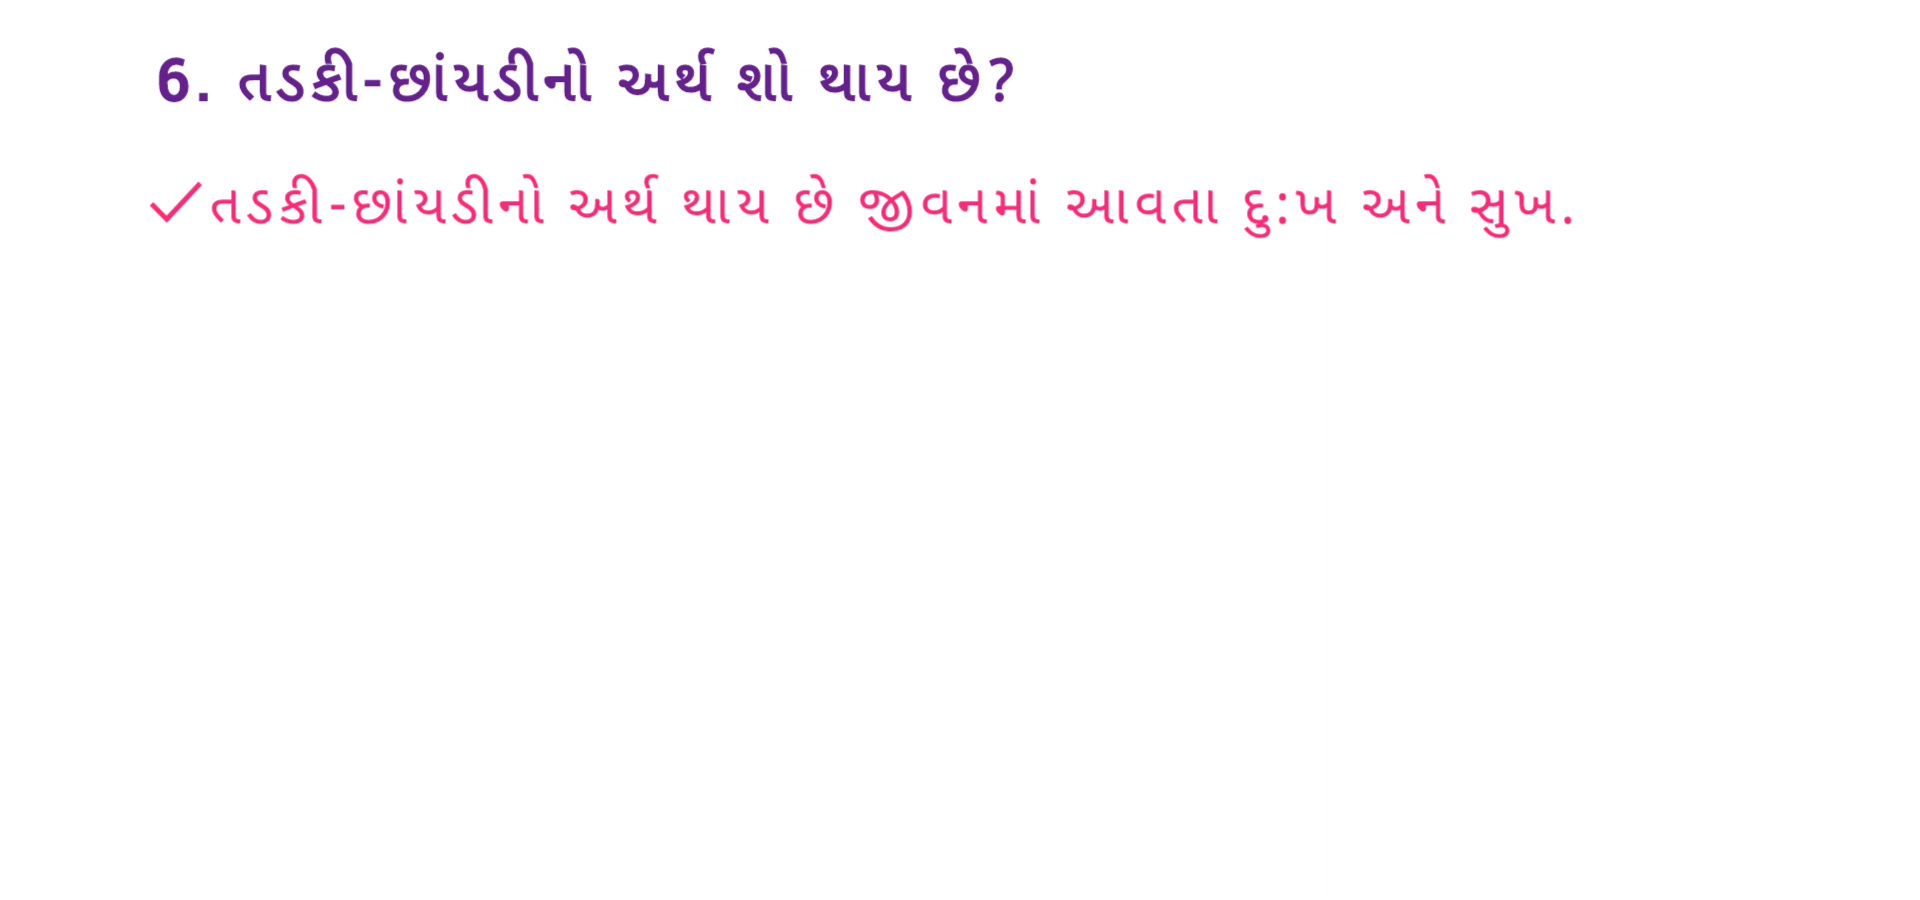 6. તડકી-છાંયડીનો અર્થ શો થાય છે?
તડકી-છાંયડીનો અર્થ થાય છે જીવનમાં આવતા દુ:ખ અને સુખ.